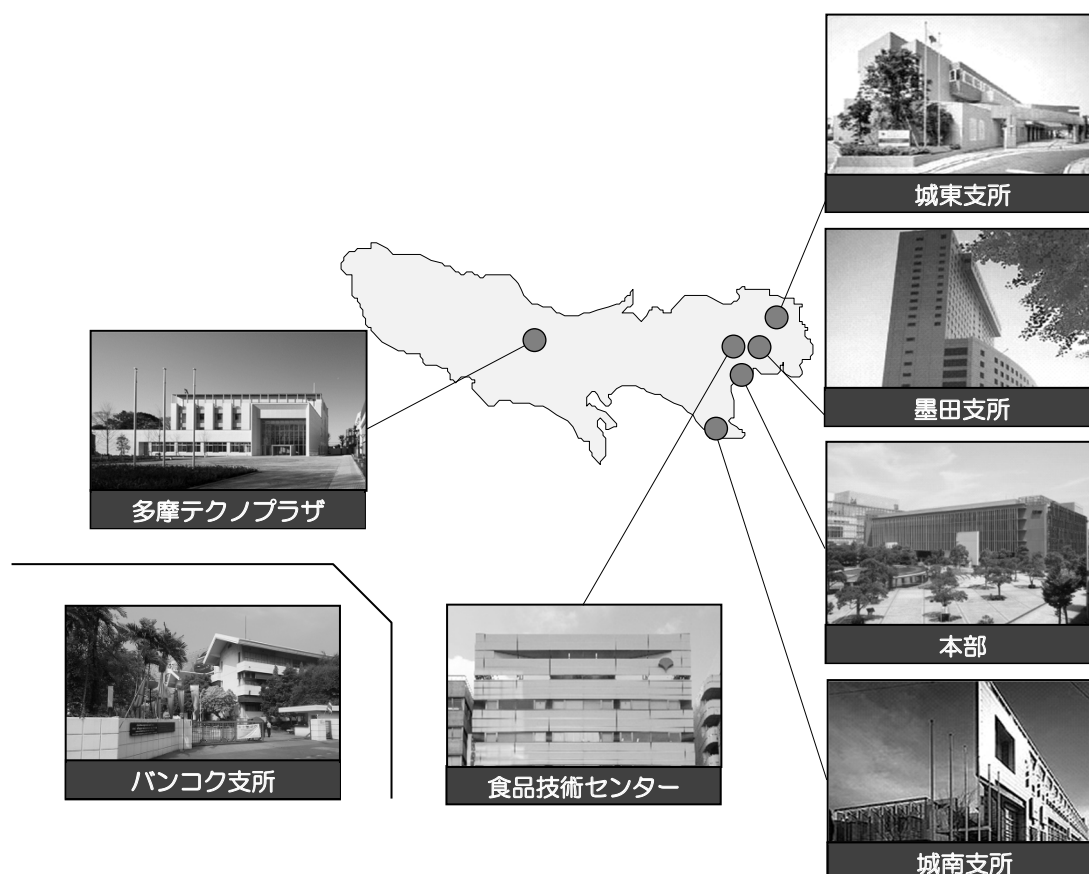 城東支所
墨田支所
多摩テクノプラザ
本部
バンコク支所
食品技術センター
城南支所